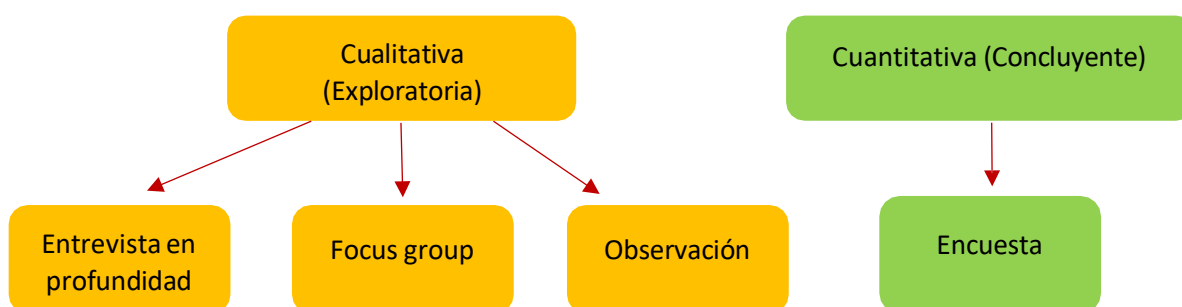 Cualitativa
(Exploratoria)
Cuantitativa (Concluyente)
Entrevista en
profundidad
Focus group
Observación
Encuesta